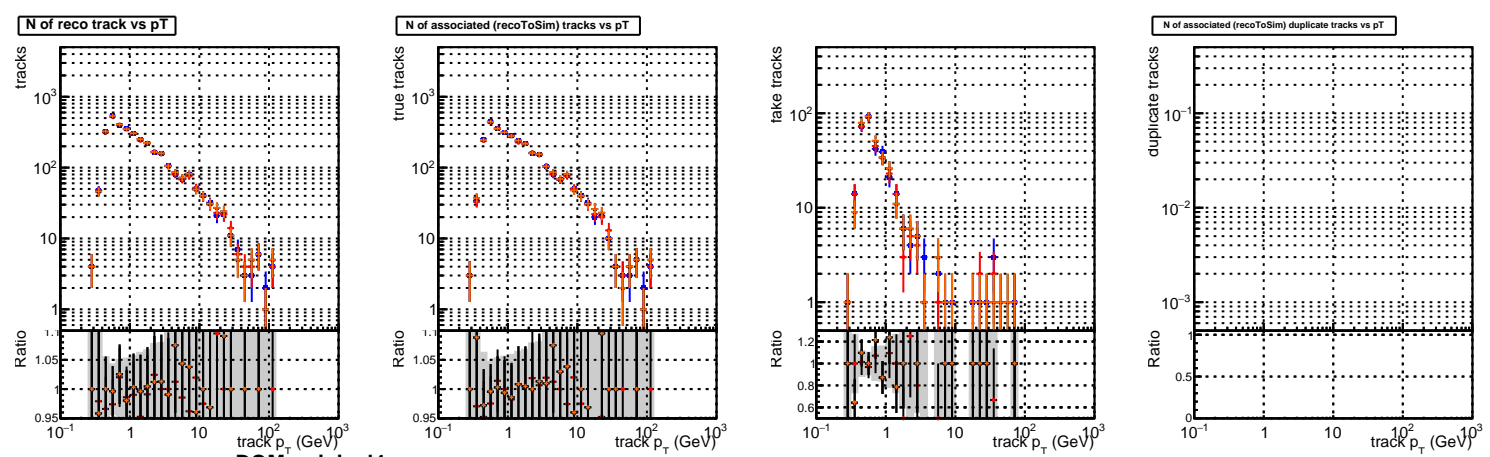 N of reco track vs pT
N of associated (recoToSim) tracks vs pT
N of associated (recoToSim) duplicate tracks vs pT
tracks
10³
10²
10
1
Ratio
1.1
1.05
1
0.95
10⁻¹ 1 10 10² 10³
track p_T (GeV)
true tracks
10³
10²
10
1
Ratio
1.1
1.05
1
0.95
10⁻¹ 1 10 10² 10³
track p_T (GeV)
fake tracks
10²
10
1
Ratio
1.2
1
0.8
0.6
10⁻¹ 1 10 10² 10³
track p_T (GeV)
duplicate tracks
10⁻¹
10⁻²
10⁻³
Ratio
1
0.5
0
10⁻¹ 1 10 10² 10³
track p_T (GeV)